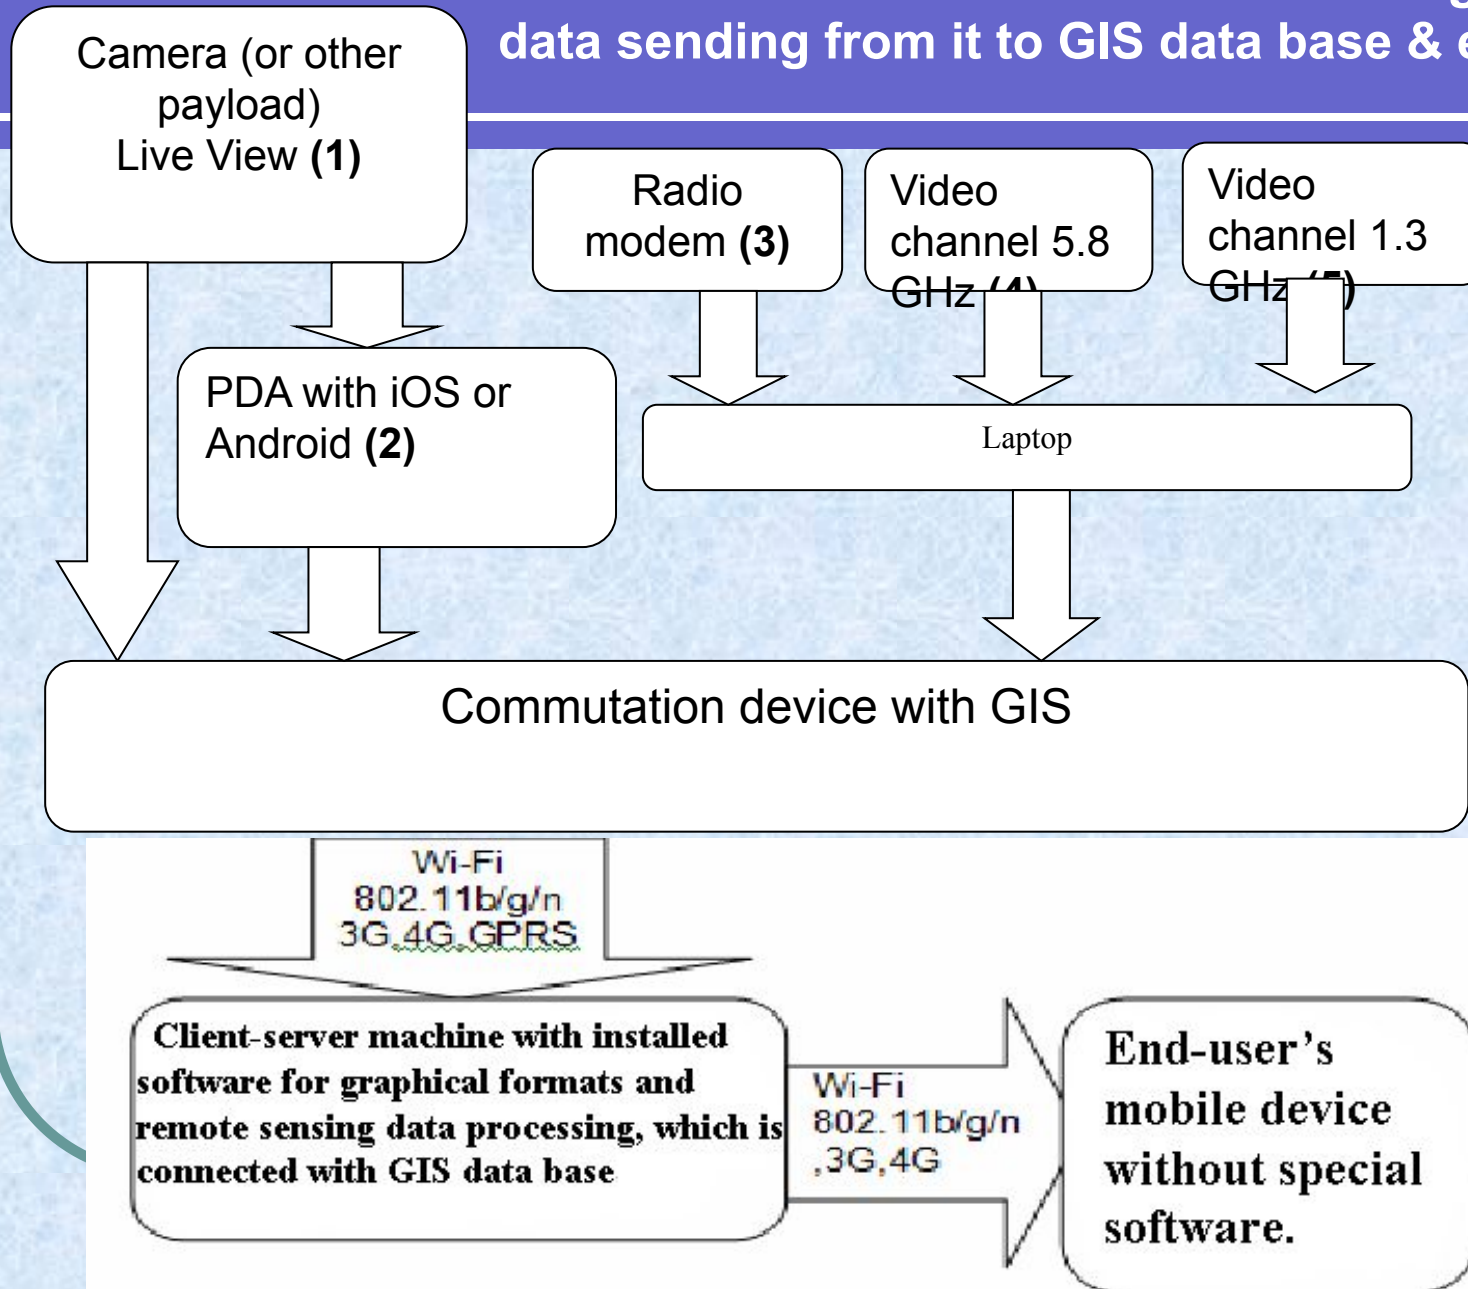 data sending from it to GIS data base &
Camera (or other
payload)
Live View (1)
Radio
modem (3)
Video
channel 5.8
GHz (4)
Video
channel 1.3
GHz (5)
PDA with iOS or
Android (2)
Laptop
Commutation device with GIS
Wi-Fi
802.11b/g/n
3G,4G,GPRS
Client-server machine with installed
software for graphical formats and
remote sensing data processing, which is
connected with GIS data base
Wi-Fi
802.11b/g/n
,3G,4G
End-user’s
mobile device
without special
software.